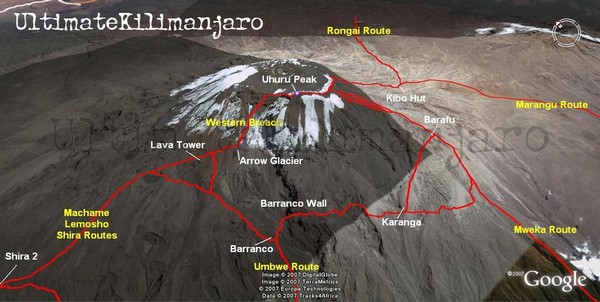 UltimateKilimanjaro
Rongai Route
Uhuru Peak
Kibo Hut
Marangu Route
Western Breach
Barafu
ultimatekilimanjaro
Lava Tower
Arrow Glacier
Machame
Lemosho
Shira Routes
Barranco Wall
Karanga
Mweka Route
Barranco
Shira 2
Umbwe Route
Image © 2007 DigitalGlobe
Image © 2007 TerraMetrics
© 2007 Europa Technologies
Data © 2007 Tracks4Africa
©2007 Google